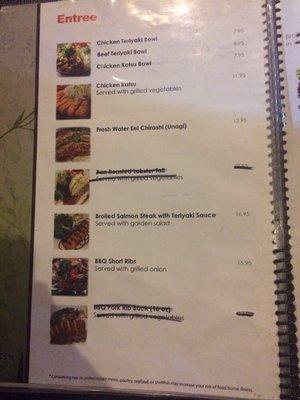 Entree
Chicken Teriyaki Bowl 7.95
Beef Teriyaki Bowl 8.95
Chicken Katsu Bowl 7.95
Chicken katsu 11.95
Served with grilled vegetables
Fresh Water Eel Chirashi (Unagi) 13.95
Pan Roasted Lobster Tail
Served with grilled vegetables
Broiled Salmon Steak with Teriyaki Sauce 16.95
Served with garden salad
BBQ Short Ribs 15.95
Served with grilled onion
BBQ Pork Rib Back (16 oz)
Served with grilled vegetables
* Consuming raw or undercooked meats, poultry, seafood, or shellfish may increase your risk of food borne illness.